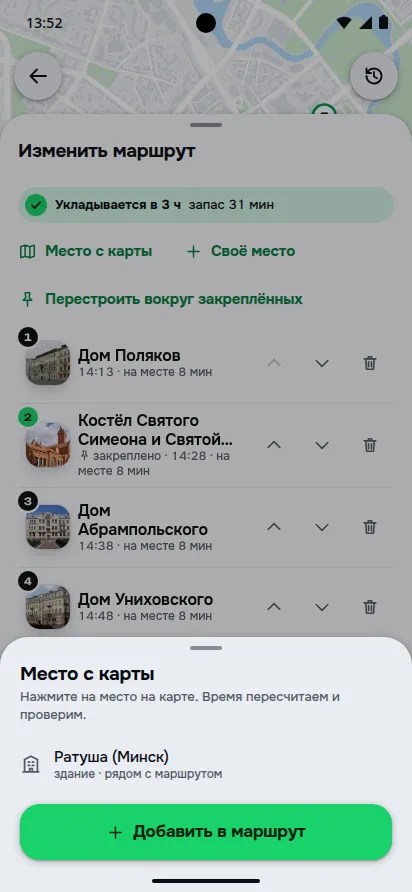 13:52
Изменить маршрут
Укладывается в 3 ч запас 31 мин
Место с карты
Своё место
Перестроить вокруг закреплённых
1
Дом Поляков
14:13 · на месте 8 мин
2
Костёл Святого
Симеона и Святой...
закреплено · 14:28 · на
месте 8 мин
3
Дом
Абрампольского
14:38 · на месте 8 мин
4
Дом Униховского
14:48 · на месте 8 мин
Место с карты
Нажмите на место на карте. Время пересчитаем и
проверим.
Ратуша (Минск)
здание · рядом с маршрутом
Добавить в маршрут